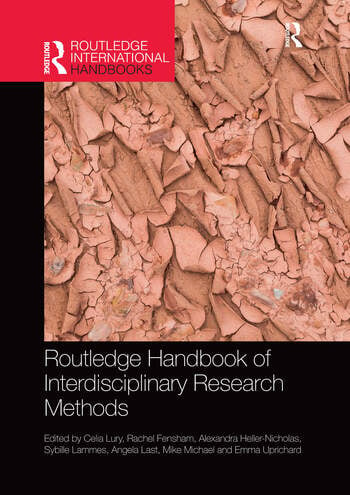 ROUTLEDGE
ROUTLEDGE
INTERNATIONAL
HANDBOOKS
Routledge Handbook of
Interdisciplinary Research
Methods
Edited by Celia Lury, Rachel Fensham, Alexandra Heller-Nicholas,
Sybille Lammes, Angela Last, Mike Michael and Emma Uprichard